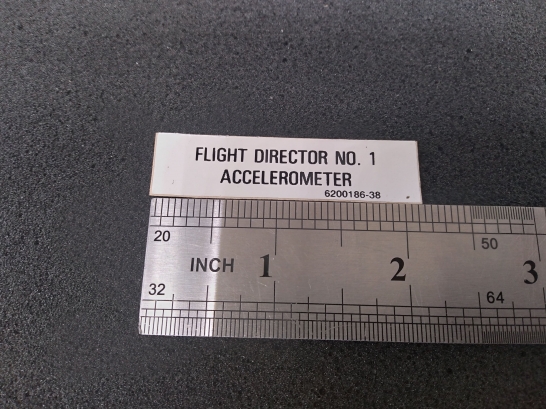 FLIGHT DIRECTOR NO. 1
ACCELEROMETER
6200186-38
20 50
INCH 1 2 3
32 64